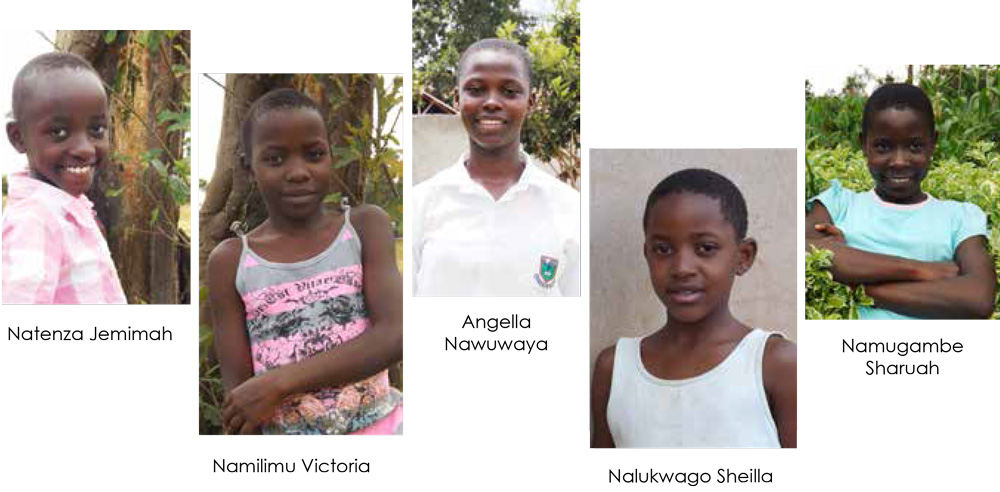 Natenza Jemimah
Namilimu Victoria
Angella
Nawuwaya
Nalukwago Sheilla
Namugambe
Sharuah